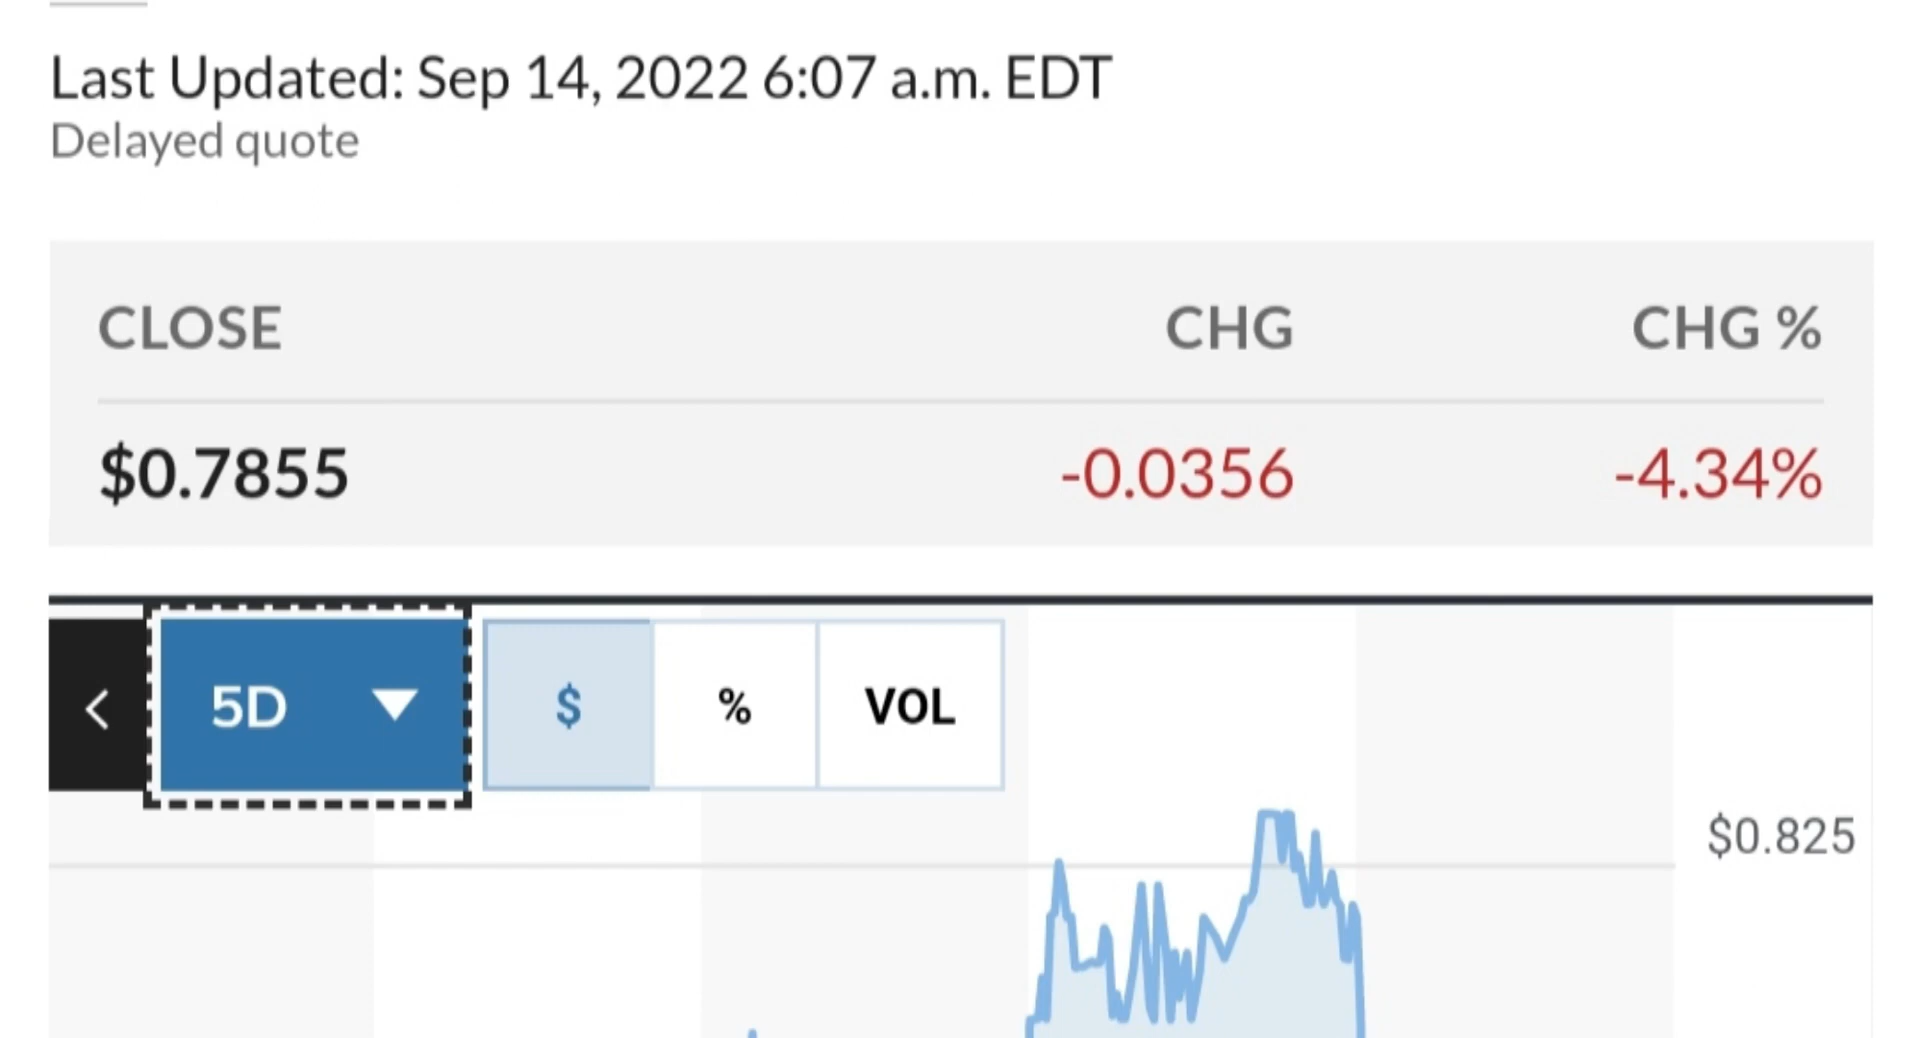 Last Updated: Sep 14, 2022 6:07 a.m. EDT
Delayed quote
CLOSE CHG CHG %
$0.7855 -0.0356 -4.34%
< 5D ▼ $ % VOL
$0.825